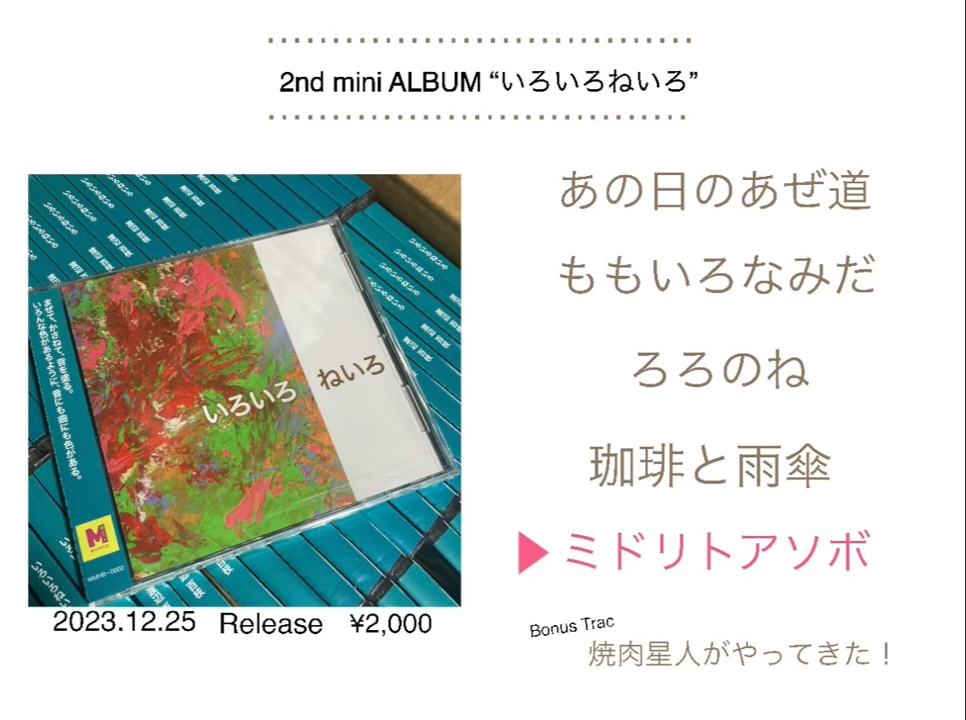 2nd mini ALBUM “いろいろねいろ”
あの日のあぜ道
ももいろなみだ
ろろのね
珈琲と雨傘
▶ミドリトアソボ
Bonus Trac
焼肉星人がやってきた！
まぜて、かさねて、音を塗る。
いろんな色があるように、音にも曲にも色がある。
いろいろ
ねいろ
M
2023.12.25 Release ¥2,000